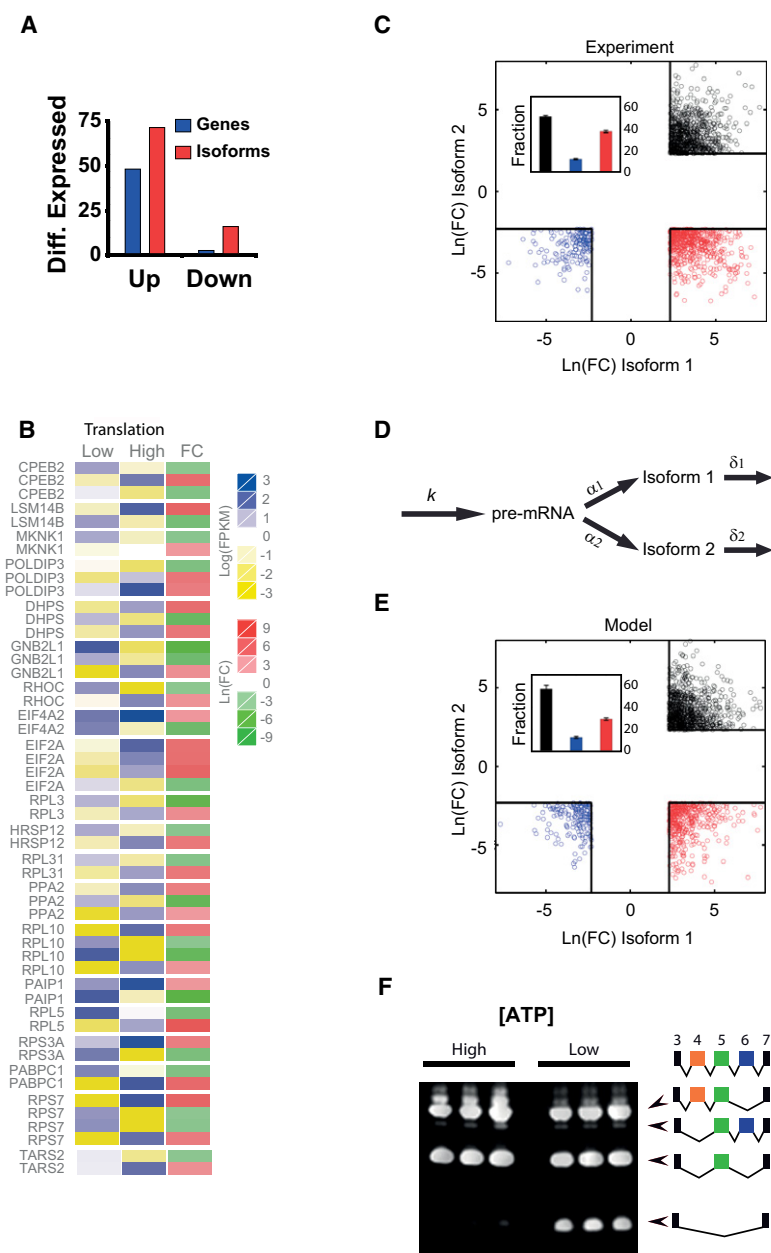 A
Diff. Expressed
75
50
25
0
Genes
Isoforms
Up Down
B
Translation
Low High FC
CPEB2
CPEB2
CPEB2
LSM14B
LSM14B
MKNK1
MKNK1
POLDIP3
POLDIP3
POLDIP3
DHPS
DHPS
DHPS
GNB2L1
GNB2L1
GNB2L1
RHOC
RHOC
EIF4A2
EIF4A2
EIF2A
EIF2A
EIF2A
EIF2A
RPL3
RPL3
HRSP12
HRSP12
RPL31
RPL31
PPA2
PPA2
PPA2
RPL10
RPL10
RPL10
RPL10
PAIP1
PAIP1
RPL5
RPL5
RPS3A
RPS3A
PABPC1
PABPC1
RPS7
RPS7
RPS7
RPS7
TARS2
TARS2
Log(FPKM)
3
2
1
0
-1
-2
-3
Ln(FC)
9
6
3
0
-3
-6
-9
C
Experiment
Ln(FC) Isoform 2
5
0
-5
Fraction
60
40
20
0
-5 0 5
Ln(FC) Isoform 1
D
k
pre-mRNA
α1
α2
Isoform 1
δ1
Isoform 2
δ2
E
Model
Ln(FC) Isoform 2
5
0
-5
Fraction
60
40
20
0
-5 0 5
Ln(FC) Isoform 1
F
[ATP]
High Low
3 4 5 6 7